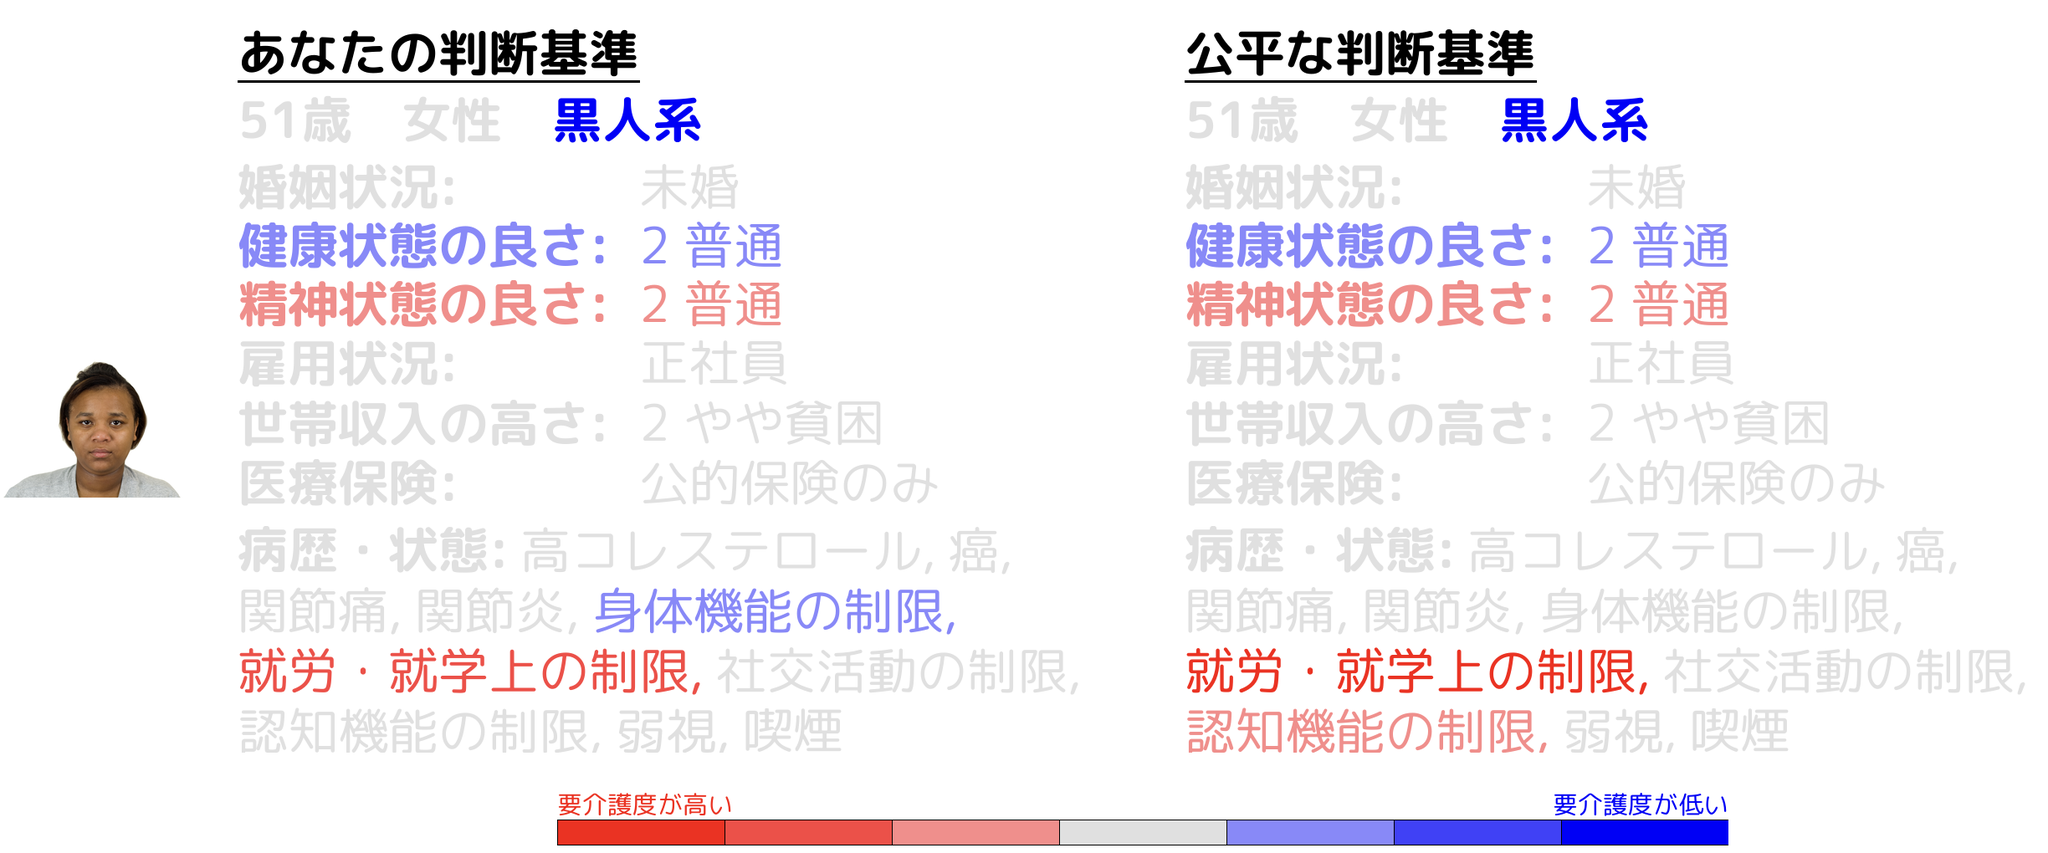 あなたの判断基準
51歳 女性 黒人系
婚姻状況: 未婚
健康状態の良さ: 2 普通
精神状態の良さ: 2 普通
雇用状況: 正社員
世帯収入の高さ: 2 やや貧困
医療保険: 公的保険のみ
病歴・状態: 高コレステロール, 癌,
関節痛, 関節炎, 身体機能の制限,
就労・就学上の制限, 社交活動の制限,
認知機能の制限, 弱視, 喫煙
公平な判断基準
51歳 女性 黒人系
婚姻状況: 未婚
健康状態の良さ: 2 普通
精神状態の良さ: 2 普通
雇用状況: 正社員
世帯収入の高さ: 2 やや貧困
医療保険: 公的保険のみ
病歴・状態: 高コレステロール, 癌,
関節痛, 関節炎, 身体機能の制限,
就労・就学上の制限, 社交活動の制限,
認知機能の制限, 弱視, 喫煙
要介護度が高い 要介護度が低い